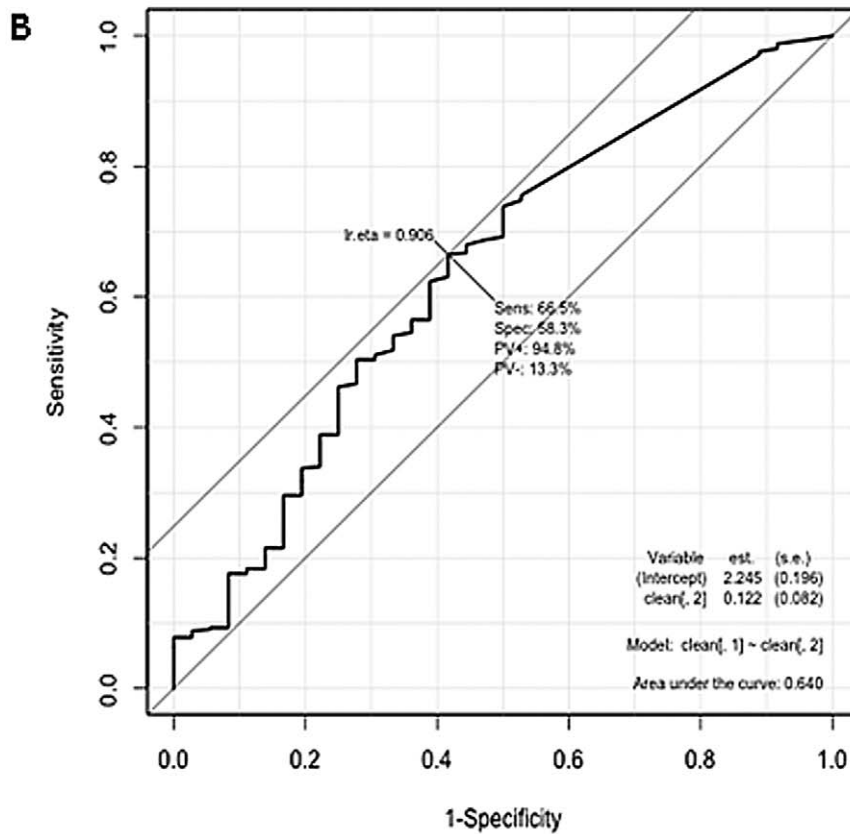 B
1.0
0.8
0.6
0.4
0.2
0.0
Sensitivity
lr.eta = 0.906
Sens: 66.5%
Spec: 58.3%
PV+: 94.8%
PV-: 13.3%
Variable est. (s.e.)
(Intercept) 2.245 (0.196)
clean[, 2] 0.122 (0.082)
Model: clean[, 1] ~ clean[, 2]
Area under the curve: 0.640
0.0 0.2 0.4 0.6 0.8 1.0
1-Specificity